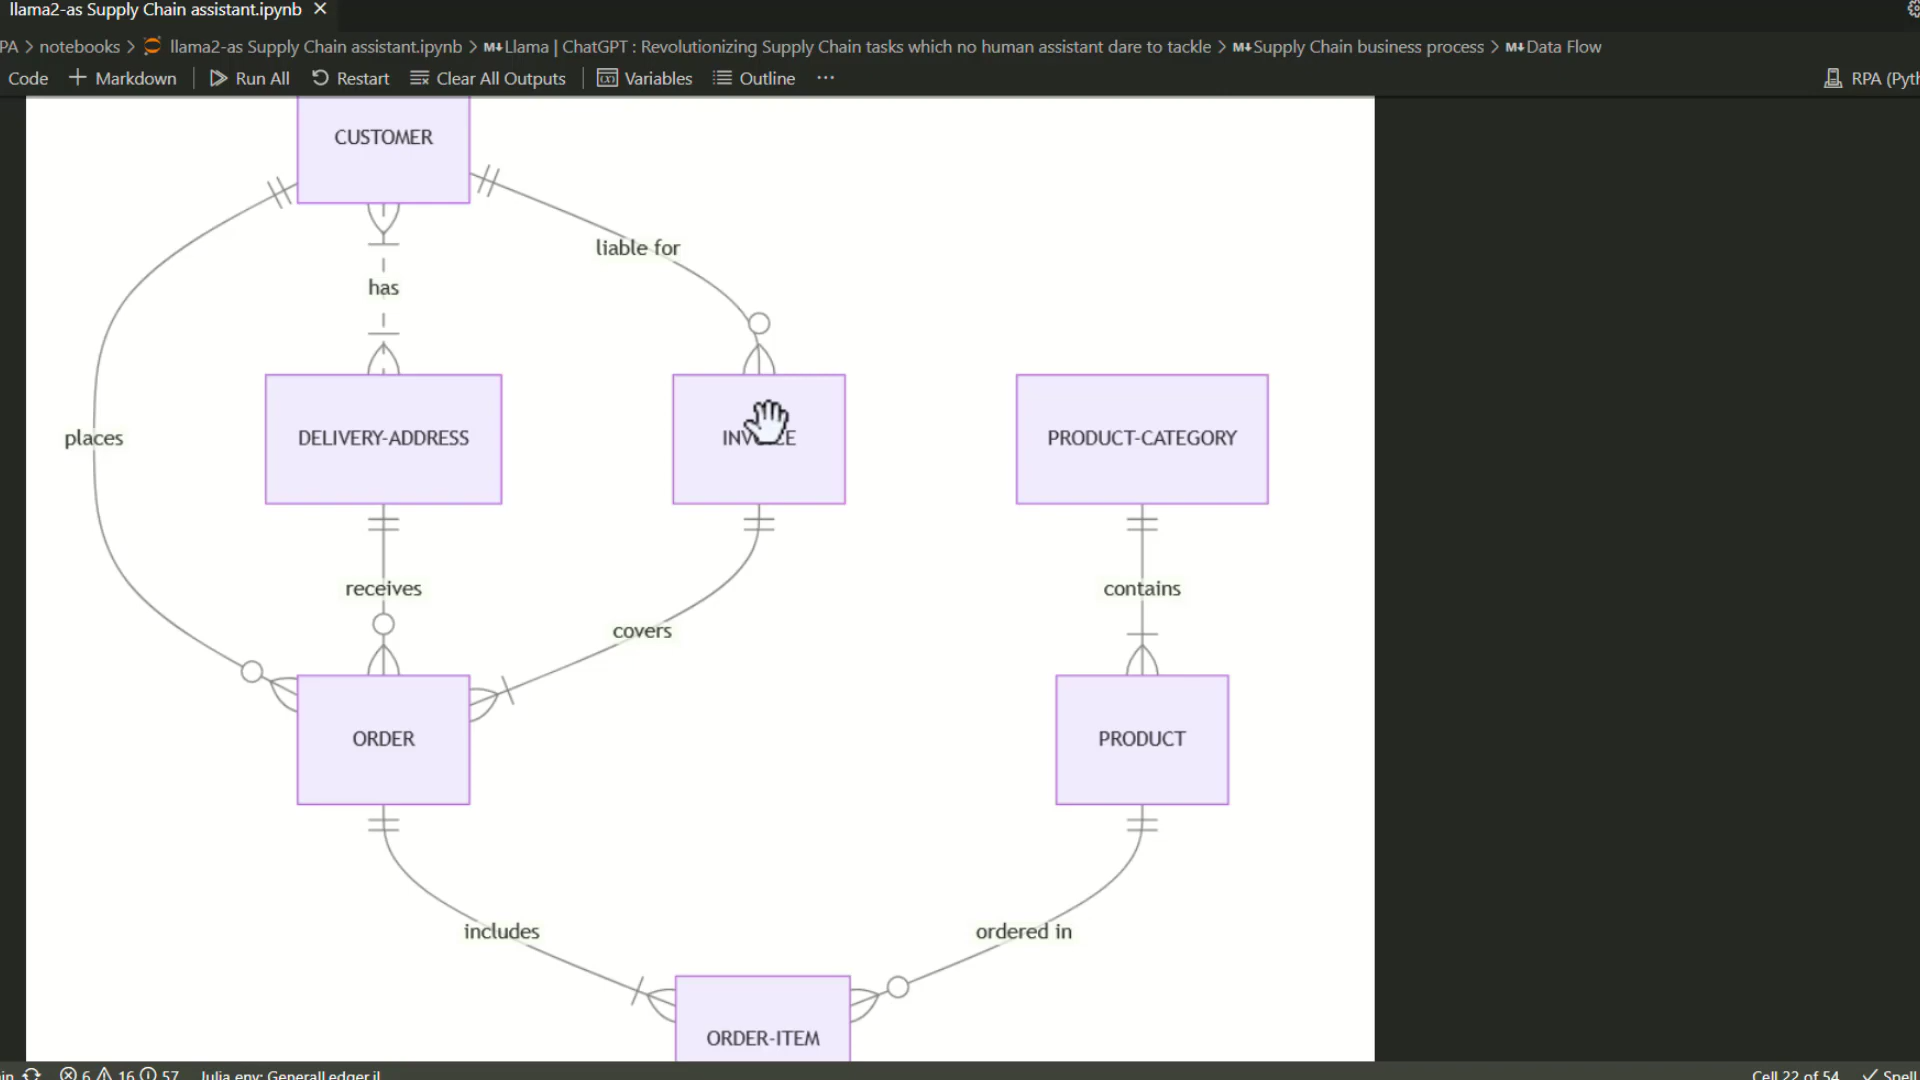 llama2-as Supply Chain assistant.ipynb
PA > notebooks > llama2-as Supply Chain assistant.ipynb > M↓Llama | ChatGPT : Revolutionizing Supply Chain tasks which no human assistant dare to tackle > M↓Supply Chain business process > M↓Data Flow
Code + Markdown Run All Restart Clear All Outputs Variables Outline ··· RPA (Pyth
CUSTOMER
liable for
has
places
DELIVERY-ADDRESS
PRODUCT-CATEGORY
receives
contains
covers
ORDER
PRODUCT
includes
ordered in
ORDER-ITEM
6 16 57 Julia env: GeneralLedger.jl Cell 22 of 54 Spell